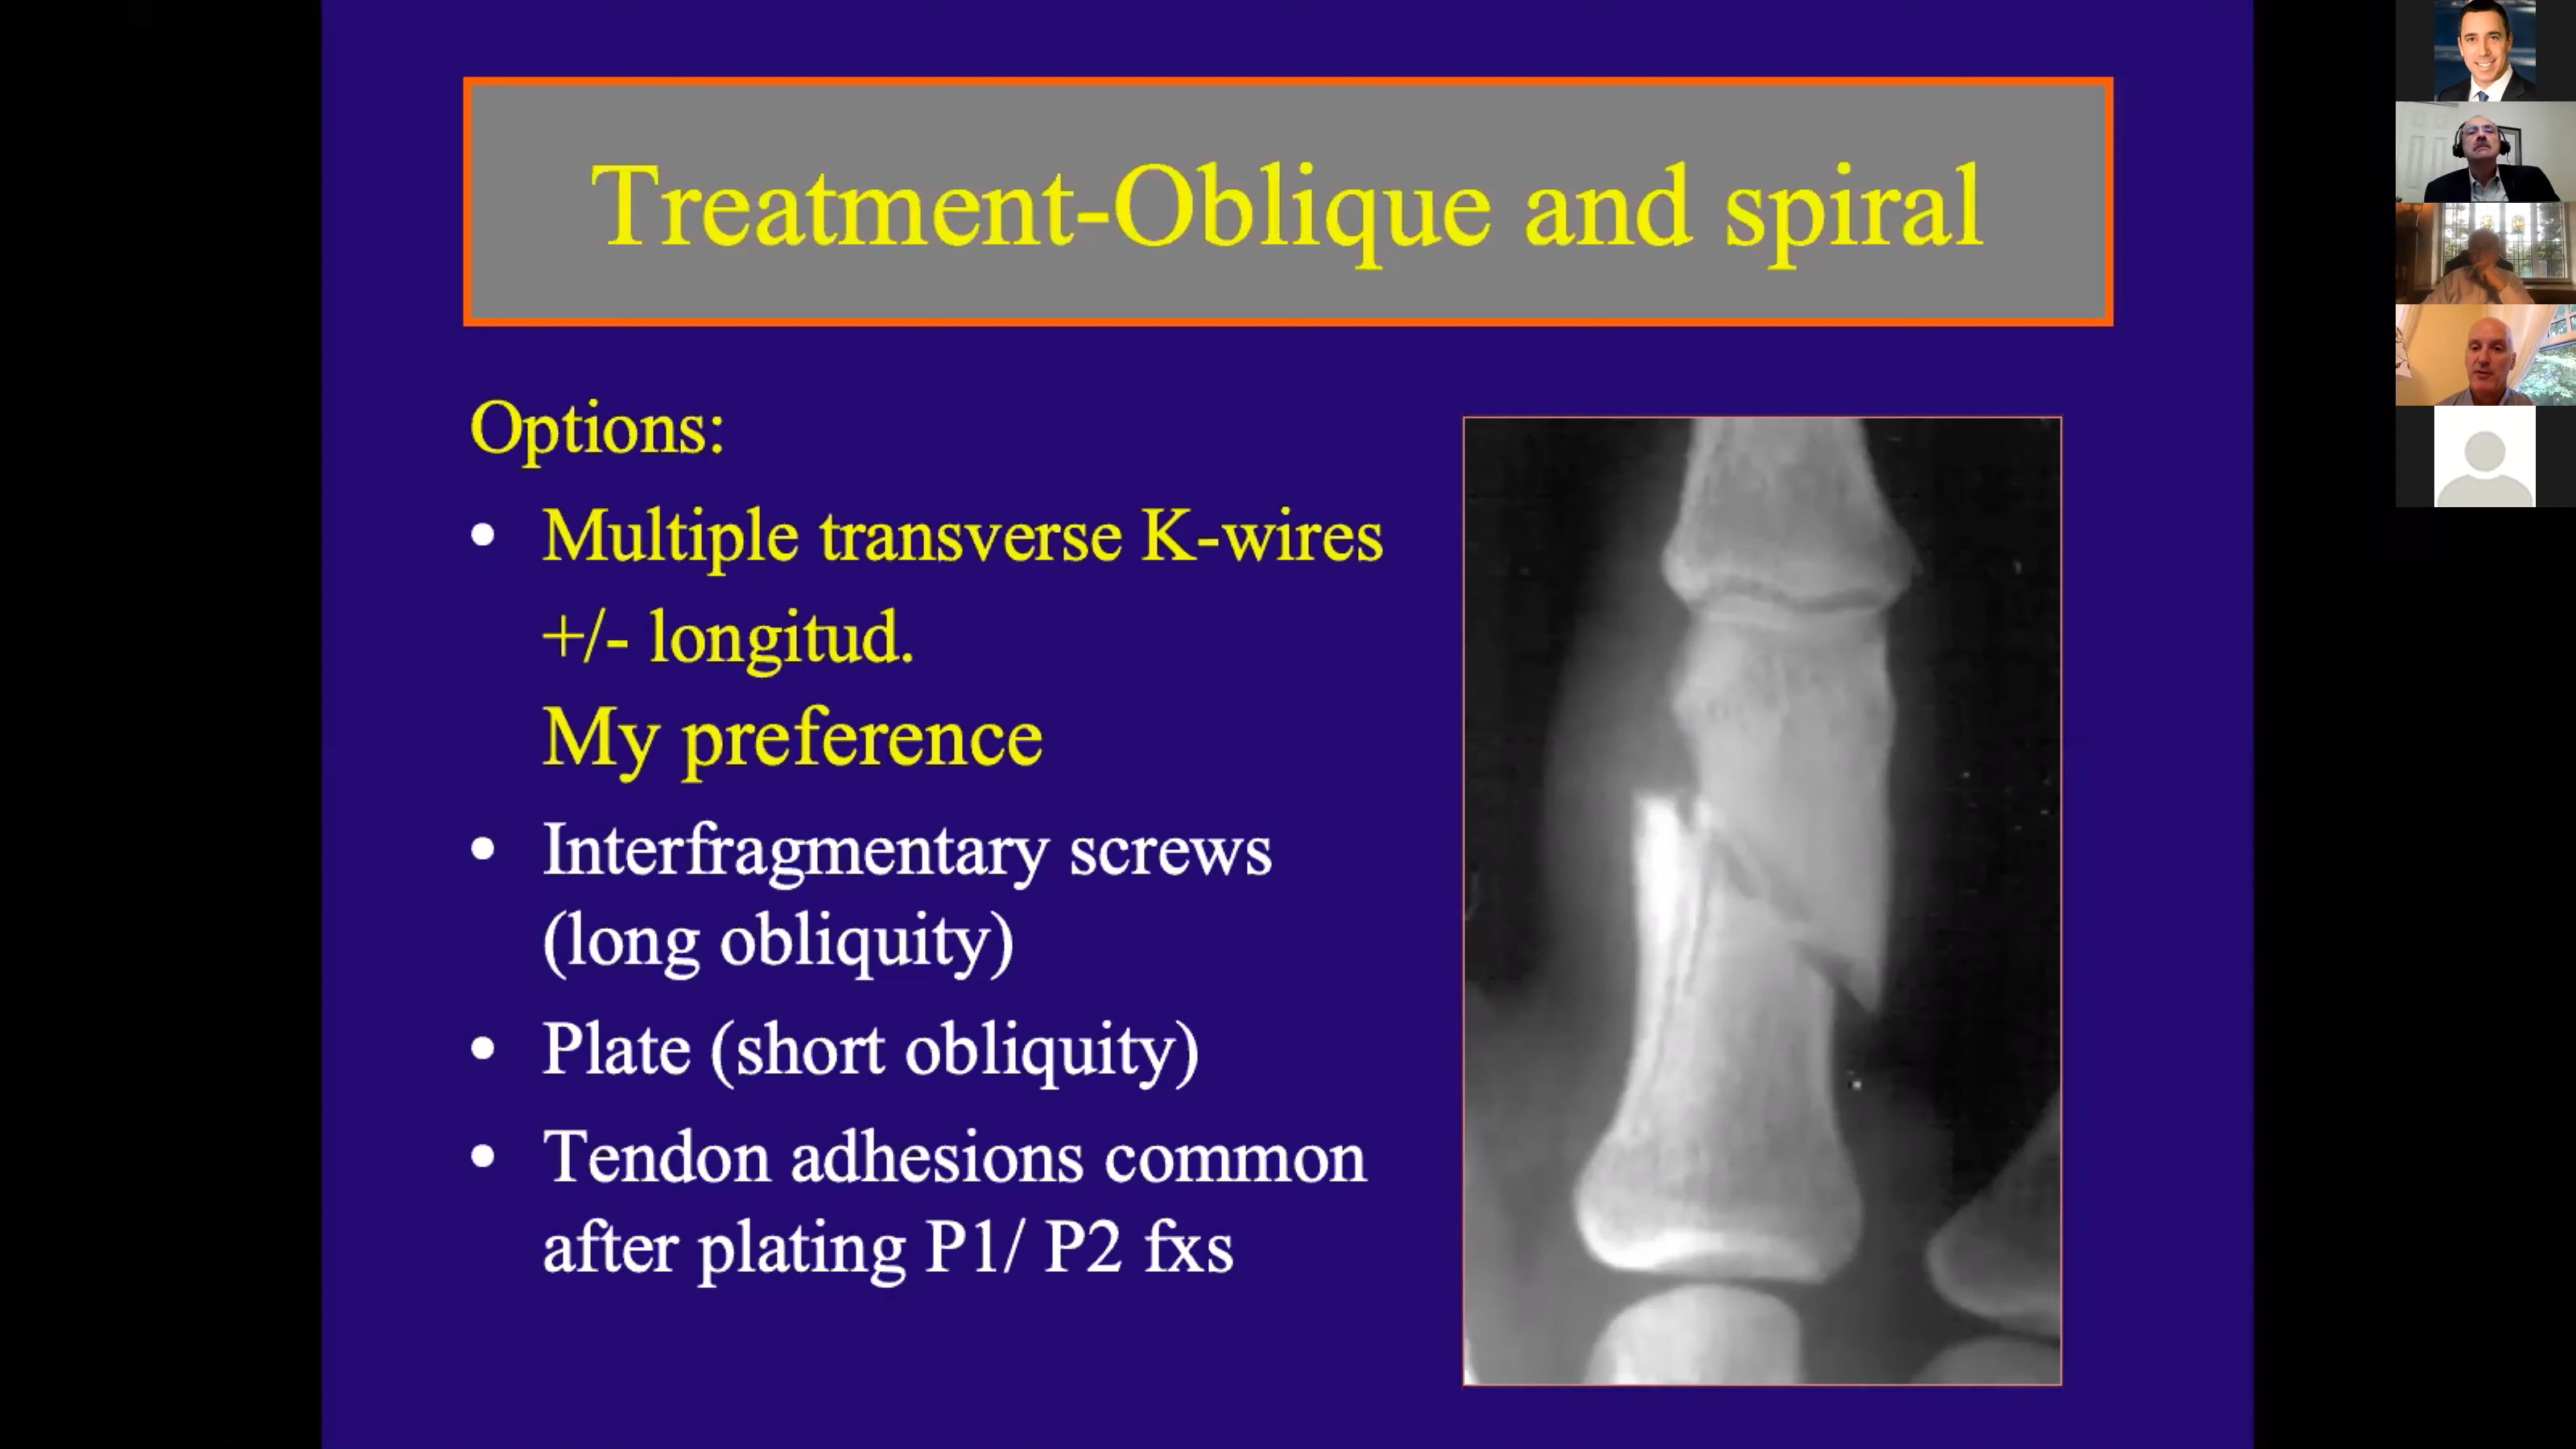 Treatment-Oblique and spiral
Options:
• Multiple transverse K-wires
+/- longitud.
My preference
• Interfragmentary screws
(long obliquity)
• Plate (short obliquity)
• Tendon adhesions common
after plating P1/ P2 fxs